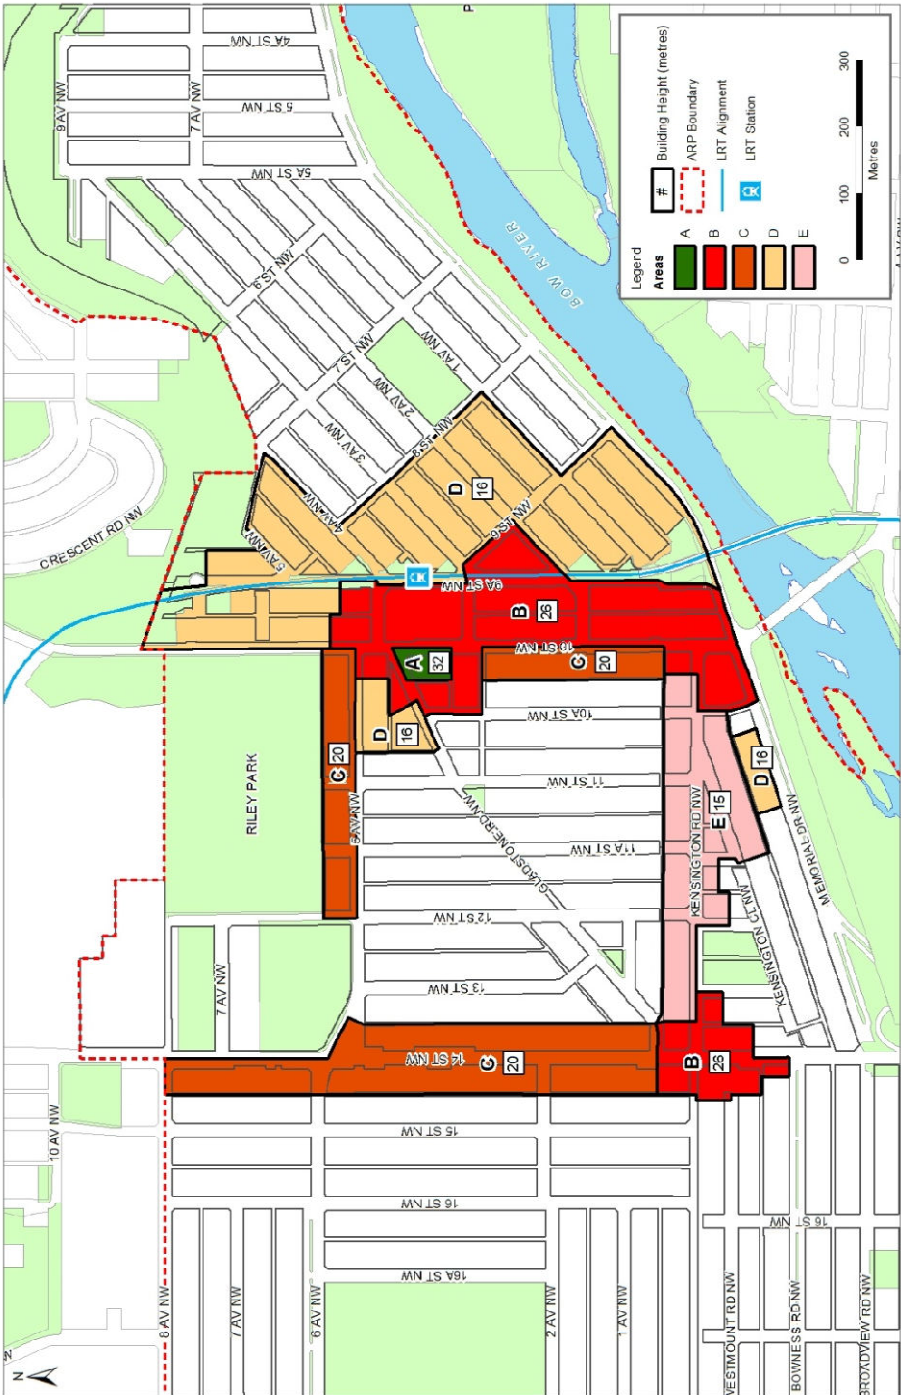 4A ST NW
9 AV NW
7 AV NW
5 ST NW
5A ST NW
6 ST NW
BOW RIVER
7 ST NW
1 AV NW
2 AV NW
3 AV NW
8 ST NW
4 AV NW
5 AV NW
CRESCENT RD NW
D
16
9 ST NW
9A ST NW
B
26
A
32
10 ST NW
C
20
C 20
D
16
10A ST NW
RILEY PARK
6 AV NW
11 ST NW
GLADSTONE RD NW
11A ST NW
KENSINGTON RD NW
E 15
D 16
MEMORIAL DR NW
12 ST NW
KENSINGTON CL NW
7 AV NW
13 ST NW
14 ST NW
C
20
B
26
10 AV NW
15 ST NW
16 ST NW
16 ST NW
16A ST NW
8 AV NW
7 AV NW
6 AV NW
2 AV NW
1 AV NW
ESTMOUNT RD NW
BOWNESS RD NW
BROADVIEW RD NW
N
Legend
Areas
A
B
C
D
E
# Building Height (metres)
ARP Boundary
LRT Alignment
LRT Station
0 100 200 300
Metres